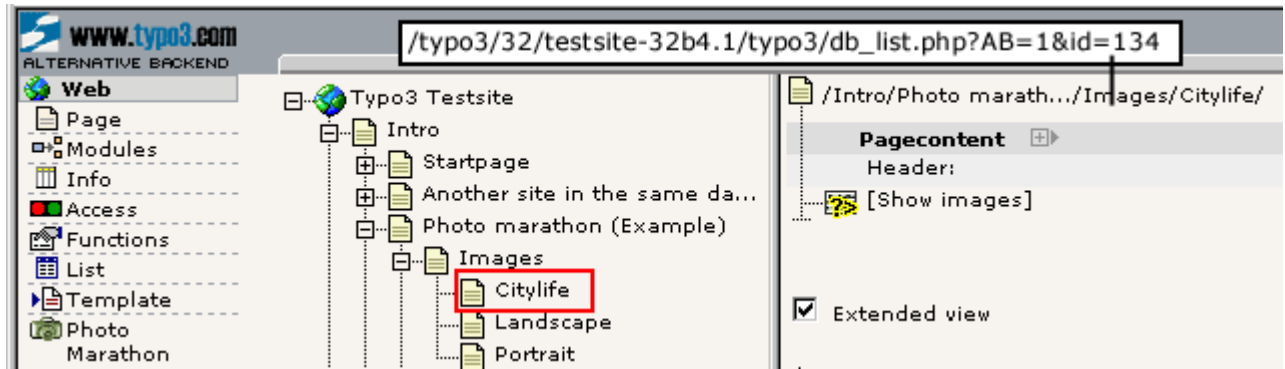 www.typo3.com
ALTERNATIVE BACKEND
/typo3/32/testsite-32b4.1/typo3/db_list.php?AB=1&id=134
Web
Page
Modules
Info
Access
Functions
List
Template
Photo
Marathon
Typo3 Testsite
Intro
Startpage
Another site in the same da...
Photo marathon (Example)
Images
Citylife
Landscape
Portrait
/Intro/Photo marath.../Images/Citylife/
Pagecontent
Header:
[Show images]
Extended view